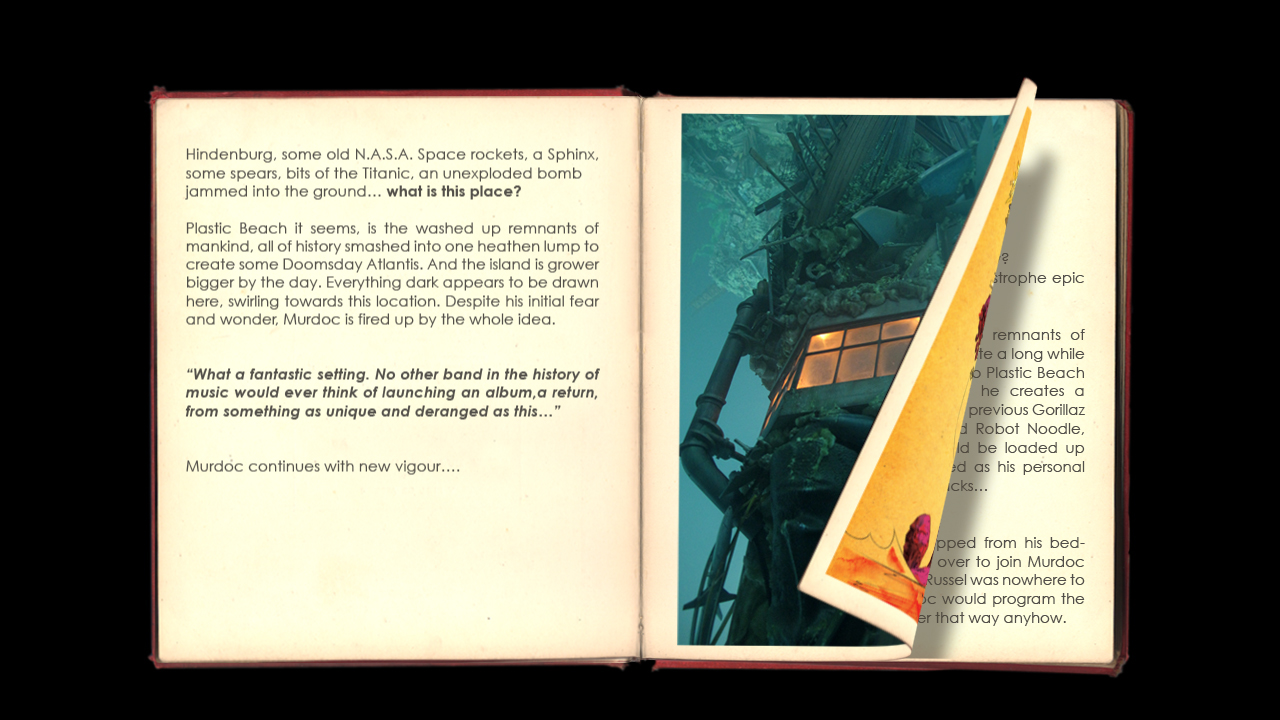 Hindenburg, some old N.A.S.A. Space rockets, a Sphinx,
some spears, bits of the Titanic, an unexploded bomb
jammed into the ground… what is this place?
Plastic Beach it seems, is the washed up remnants of
mankind, all of history smashed into one heathen lump to
create some Doomsday Atlantis. And the island is grower
bigger by the day. Everything dark appears to be drawn
here, swirling towards this location. Despite his initial fear
and wonder, Murdoc is fired up by the whole idea.
“What a fantastic setting. No other band in the history of
music would ever think of launching an album,a return,
from something as unique and deranged as this…”
Murdoc continues with new vigour….
?
epic
remnants of
a long while
Plastic Beach
he creates a
previous Gorillaz
Robot Noodle,
be loaded up
as his personal
from his bed-
over to join Murdoc
Russel was nowhere to
would program the
that way anyhow.